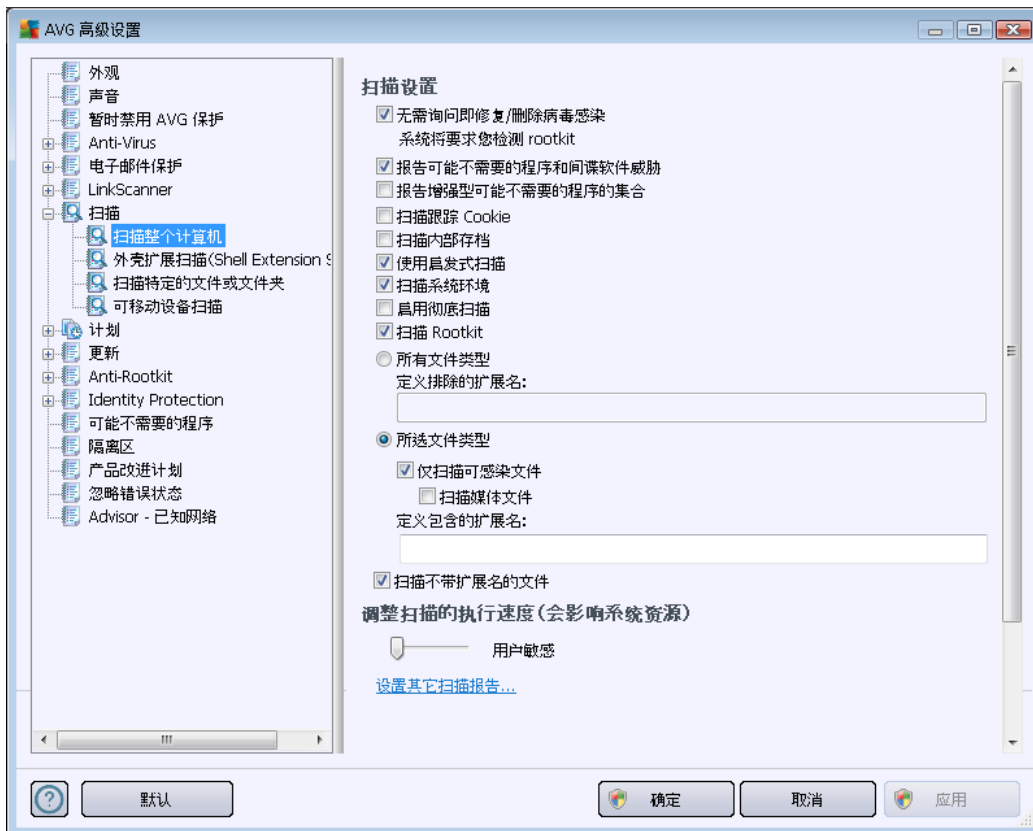 AVG 高级设置
外观
声音
暂时禁用 AVG 保护
Anti-Virus
电子邮件保护
LinkScanner
扫描
扫描整个计算机
外壳扩展扫描(Shell Extension S
扫描特定的文件或文件夹
可移动设备扫描
计划
更新
Anti-Rootkit
Identity Protection
可能不需要的程序
隔离区
产品改进计划
忽略错误状态
Advisor - 已知网络
扫描设置
无需询问即修复/删除病毒感染
系统将要求您检测 rootkit
报告可能不需要的程序和间谍软件威胁
报告增强型可能不需要的程序的集合
扫描跟踪 Cookie
扫描内部存档
使用启发式扫描
扫描系统环境
启用彻底扫描
扫描 Rootkit
所有文件类型
定义排除的扩展名:
所选文件类型
仅扫描可感染文件
扫描媒体文件
定义包含的扩展名:
扫描不带扩展名的文件
调整扫描的执行速度(会影响系统资源)
用户敏感
设置其它扫描报告...
默认
确定
取消
应用